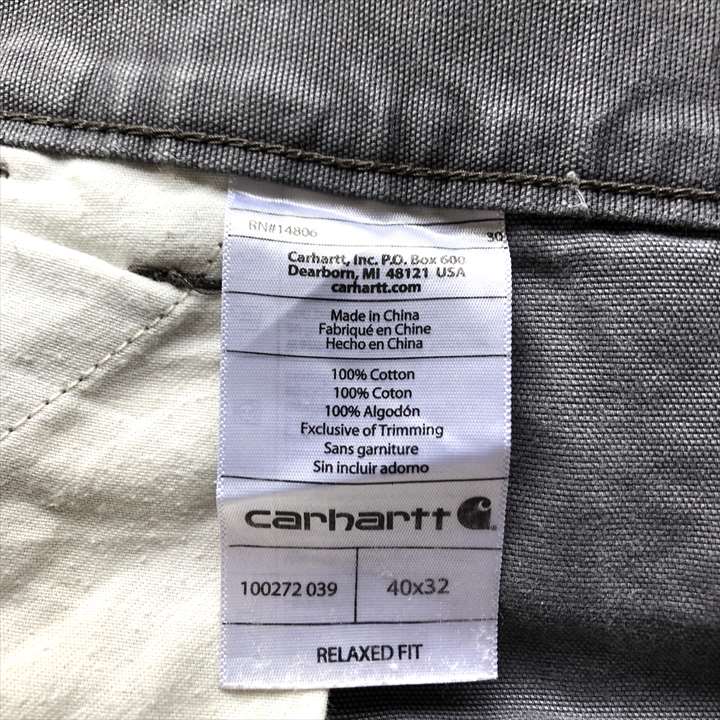 RN#14806 30
Carhartt, Inc. P.O. Box 600
Dearborn, MI 48121 USA
carhartt.com
Made in China
Fabriqué en Chine
Hecho en China
100% Cotton
100% Coton
100% Algodón
Exclusive of Trimming
Sans garniture
Sin incluir adorno
carhartt
100272 039 40x32
RELAXED FIT